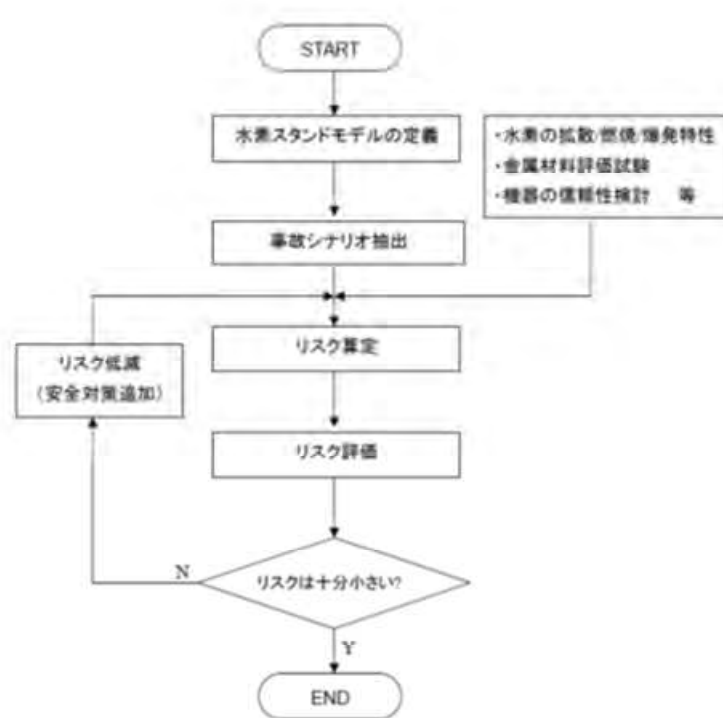 START
水素スタンドモデルの定義
・水素の拡散/燃焼/爆発特性
・金属材料評価試験
・機器の信頼性検討 等
事故シナリオ抽出
リスク算定
リスク低減
（安全対策追加）
リスク評価
リスクは十分小さい?
N
Y
END